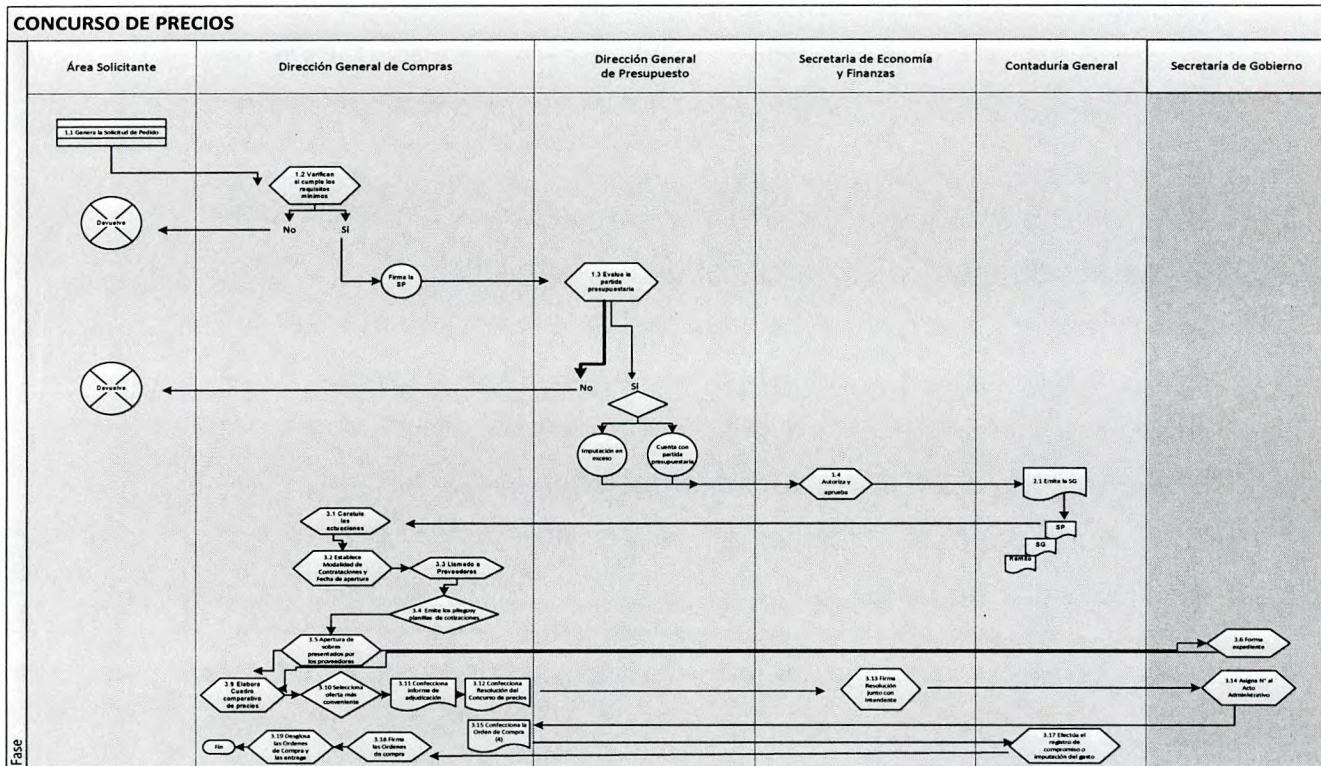 CONCURSO DE PRECIOS
Área Solicitante
Dirección General de Compras
Dirección General
de Presupuesto
Secretaria de Economía
y Finanzas
Contaduría General
Secretaría de Gobierno
1.1 Genera la Solicitud de Pedido
1.2 Verifican
si cumple los
requisitos
mínimos
Devuelve
No
Sí
Firma la
SP
1.3 Evalua la
partida
presupuestaria
Devuelve
No
Sí
Imputación en
exceso
Cuenta con
partida
presupuestaria
1.4
Autoriza y
aprueba
2.1 Emite la SG
SP
SG
Remito
3.1 Caratula
las
actuaciones
3.2 Establece
Modalidad de
Contrataciones y
Fecha de apertura
3.3 Llamado a
Proveedores
3.4 Emite los pliegos y
planillas de cotizaciones
3.5 Apertura de
sobres
presentados por
los proveedores
3.6 Forma
expediente
3.9 Elabora
Cuadro
comparativo
de precios
3.10 Selecciona
oferta más
conveniente
3.11 Confecciona
informe de
adjudicación
3.12 Confecciona
Resolución del
Concurso de precios
3.13 Firma
Resolución
junto con
Intendente
3.14 Asigna N° al
Acto
Administrativo
3.15 Confecciona la
Orden de Compra
(4)
3.17 Efectúa el
registro de
compromiso o
imputación del gasto
3.18 Firma
las Ordenes
de compra
3.19 Desglosa
las Ordenes
de Compra y
las entrega
Fin
Fase